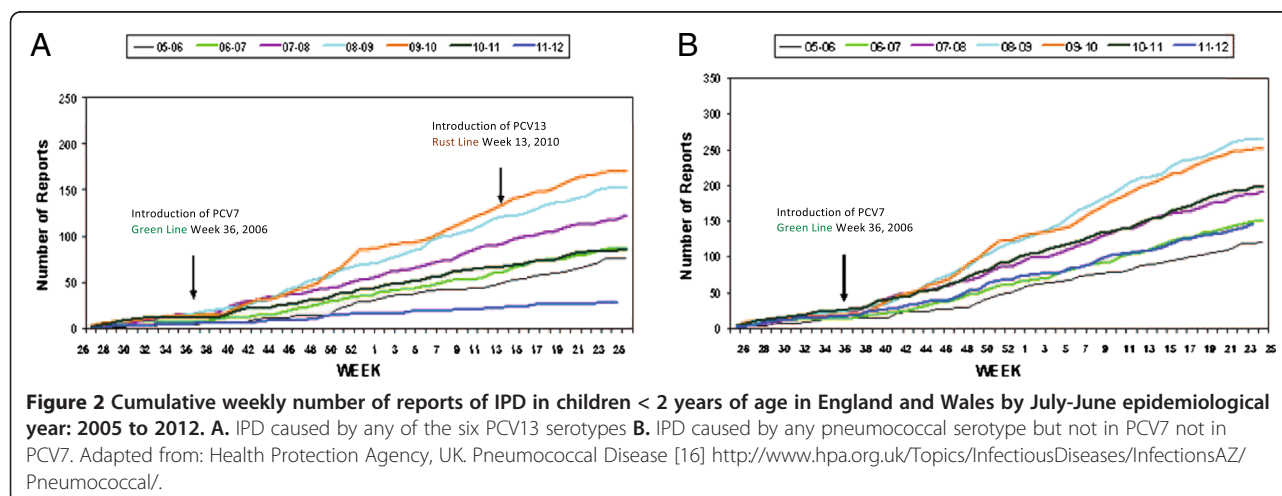 A
05-06 06-07 07-08 08-09 09-10 10-11 11-12
250
200
150
100
50
0
Number of Reports
Introduction of PCV7
Green Line Week 36, 2006
Introduction of PCV13
Rust Line Week 13, 2010
26 28 30 32 34 36 38 40 42 44 46 48 50 52 1 3 5 7 9 11 13 15 17 19 21 23 25
WEEK
B
05-06 06-07 07-08 08-09 09-10 10-11 11-12
350
300
250
200
150
100
50
0
Number of Reports
Introduction of PCV7
Green Line Week 36, 2006
26 28 30 32 34 36 38 40 42 44 46 48 50 52 1 3 5 7 9 11 13 15 17 19 21 23 25
WEEK
Figure 2 Cumulative weekly number of reports of IPD in children < 2 years of age in England and Wales by July-June epidemiological
year: 2005 to 2012. A. IPD caused by any of the six PCV13 serotypes B. IPD caused by any pneumococcal serotype but not in PCV7 not in
PCV7. Adapted from: Health Protection Agency, UK. Pneumococcal Disease [16] http://www.hpa.org.uk/Topics/InfectiousDiseases/InfectionsAZ/
Pneumococcal/.